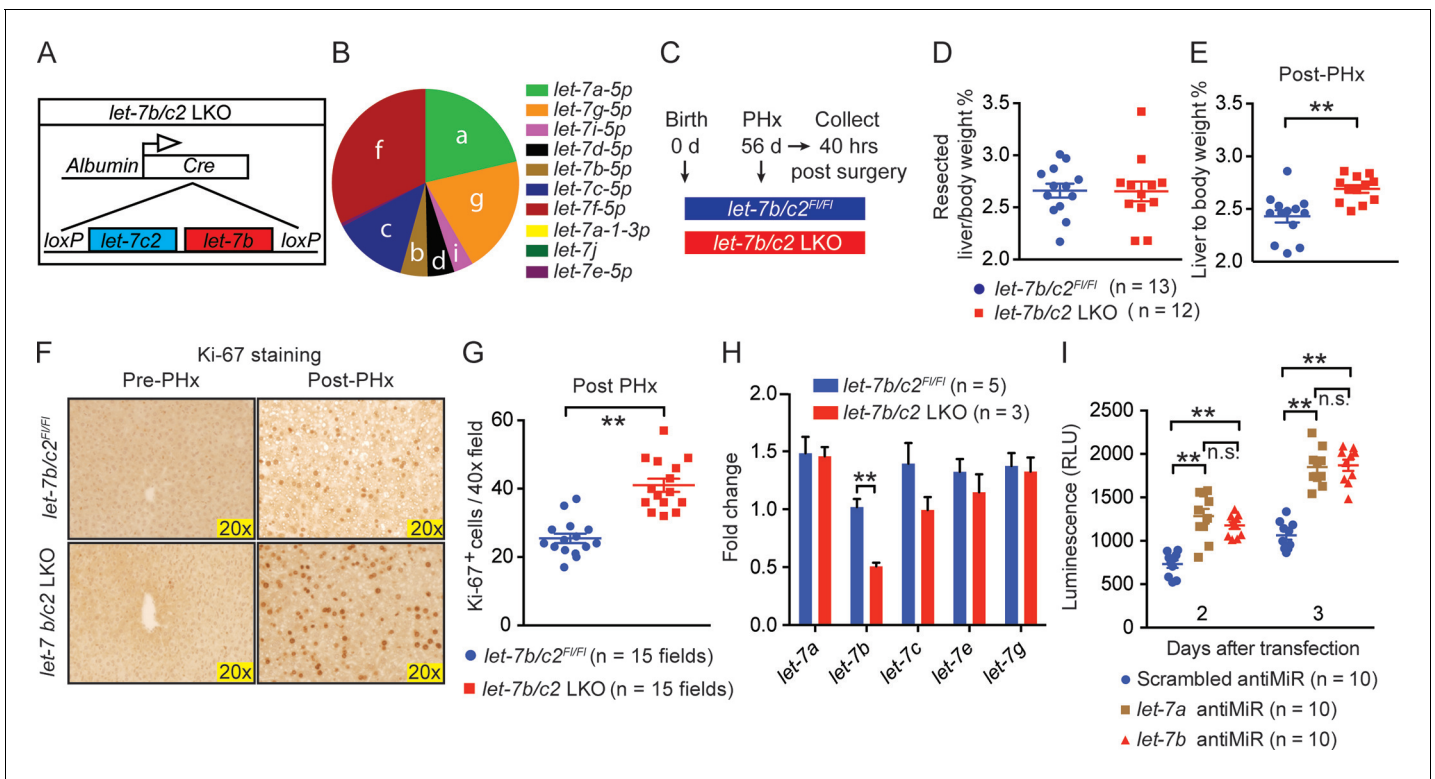 A
let-7b/c2 LKO
Albumin
Cre
loxP
let-7c2
let-7b
loxP
B
a
g
i
d
b
c
f
let-7a-5p
let-7g-5p
let-7i-5p
let-7d-5p
let-7b-5p
let-7c-5p
let-7f-5p
let-7a-1-3p
let-7j
let-7e-5p
C
Birth
0 d
PHx
56 d
Collect
40 hrs
post surgery
let-7b/c2Fl/Fl
let-7b/c2 LKO
D
Resected
liver/body weight %
3.5
3.0
2.5
2.0
let-7b/c2Fl/Fl (n = 13)
let-7b/c2 LKO ( n = 12)
E
Post-PHx
**
Liver to body weight %
3.5
3.0
2.5
2.0
F
Ki-67 staining
Pre-PHx
Post-PHx
let-7b/c2Fl/Fl
20x
20x
let-7 b/c2 LKO
20x
20x
G
Post PHx
**
Ki-67+ cells / 40x field
60
40
20
0
let-7b/c2Fl/Fl (n = 15 fields)
let-7b/c2 LKO (n = 15 fields)
H
let-7b/c2Fl/Fl (n = 5)
let-7b/c2 LKO (n = 3)
Fold change
2.0
1.5
1.0
0.5
0.0
**
let-7a
let-7b
let-7c
let-7e
let-7g
I
**
**
n.s.
**
n.s.
**
Luminescence (RLU)
2500
2000
1500
1000
500
0
2
3
Days after transfection
Scrambled antiMiR (n = 10)
let-7a antiMiR (n = 10)
let-7b antiMiR (n = 10)